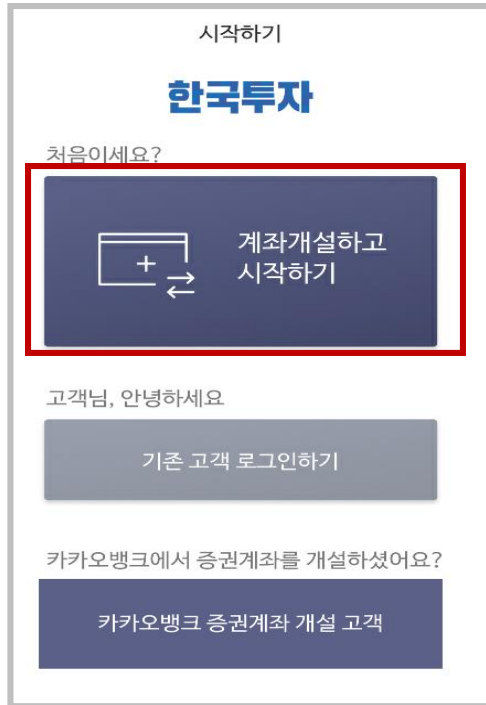 시작하기
한국투자
처음이세요?
계좌개설하고
시작하기
고객님, 안녕하세요
기존 고객 로그인하기
카카오뱅크에서 증권계좌를 개설하셨어요?
카카오뱅크 증권계좌 개설 고객